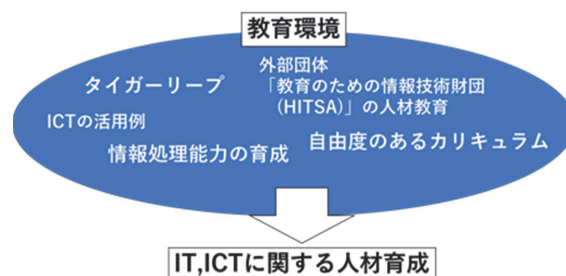 教育環境
タイガーリープ
外部団体
「教育のための情報技術財団
(HITSA)」の人材教育
ICTの活用例
情報処理能力の育成
自由度のあるカリキュラム
IT,ICTに関する人材育成